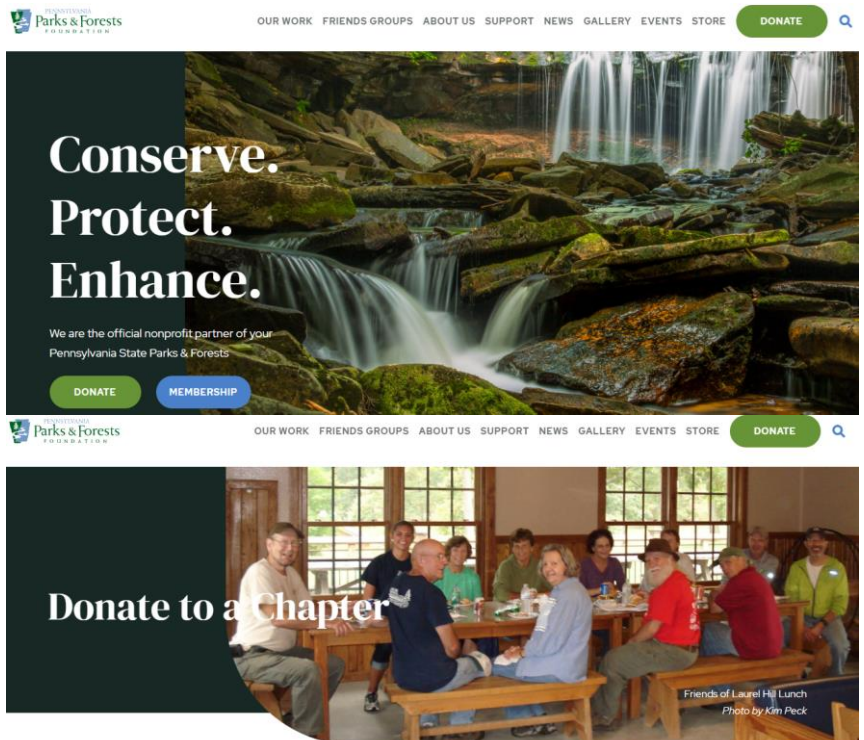 PENNSYLVANIA
Parks & Forests
FOUNDATION
OUR WORK FRIENDS GROUPS ABOUT US SUPPORT NEWS GALLERY EVENTS STORE DONATE
Conserve.
Protect.
Enhance.
We are the official nonprofit partner of your
Pennsylvania State Parks & Forests
DONATE MEMBERSHIP
PENNSYLVANIA
Parks & Forests
FOUNDATION
OUR WORK FRIENDS GROUPS ABOUT US SUPPORT NEWS GALLERY EVENTS STORE DONATE
Donate to a Chapter
Friends of Laurel Hill Lunch
Photo by Kim Peck